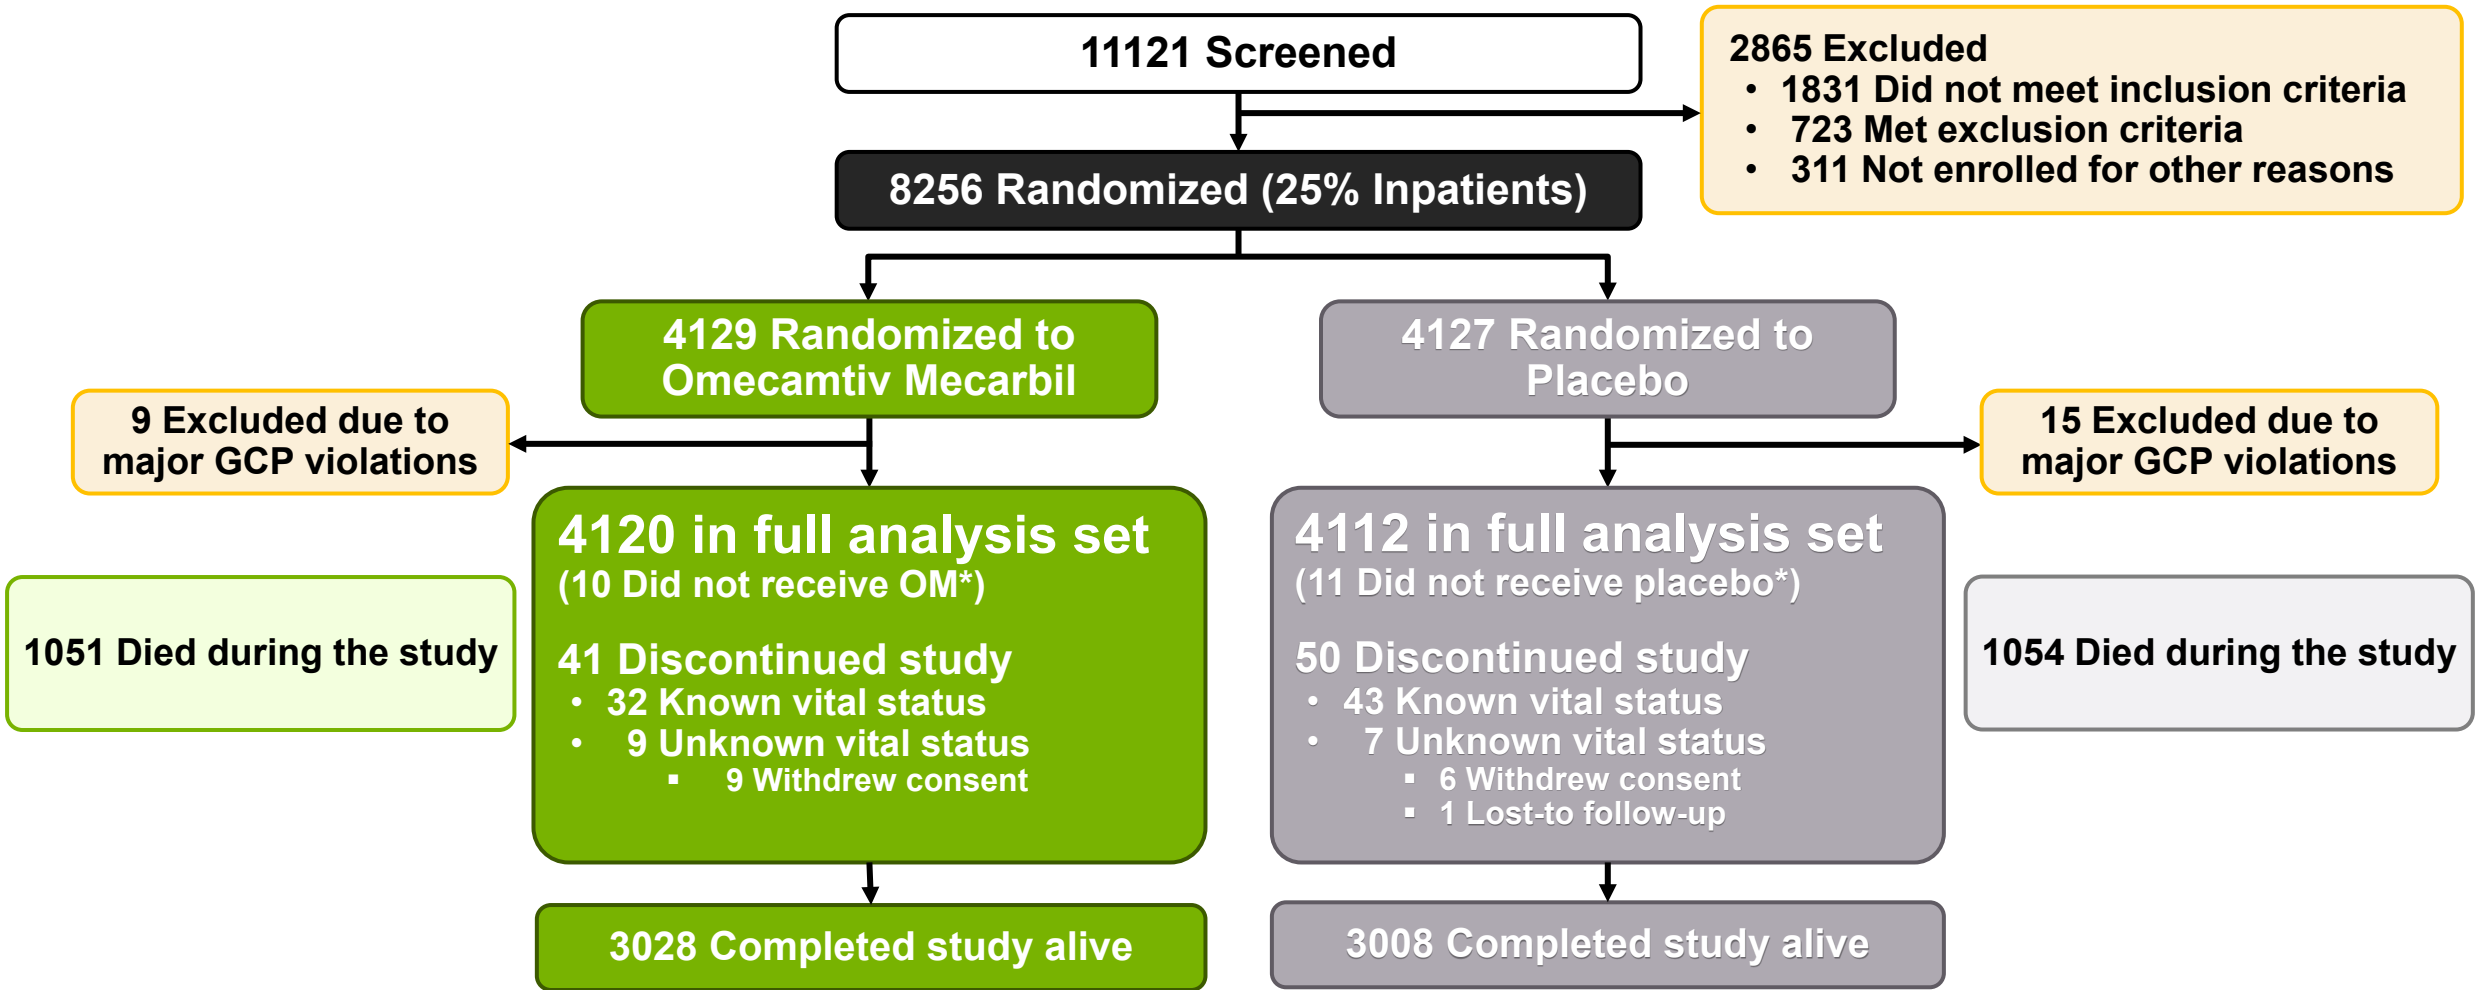 11121 Screened
2865 Excluded
• 1831 Did not meet inclusion criteria
• 723 Met exclusion criteria
• 311 Not enrolled for other reasons
8256 Randomized (25% Inpatients)
4129 Randomized to
Omecamtiv Mecarbil
4127 Randomized to
Placebo
9 Excluded due to
major GCP violations
15 Excluded due to
major GCP violations
4120 in full analysis set
(10 Did not receive OM*)
41 Discontinued study
• 32 Known vital status
• 9 Unknown vital status
▪ 9 Withdrew consent
4112 in full analysis set
(11 Did not receive placebo*)
50 Discontinued study
• 43 Known vital status
• 7 Unknown vital status
▪ 6 Withdrew consent
▪ 1 Lost-to follow-up
1051 Died during the study
1054 Died during the study
3028 Completed study alive
3008 Completed study alive